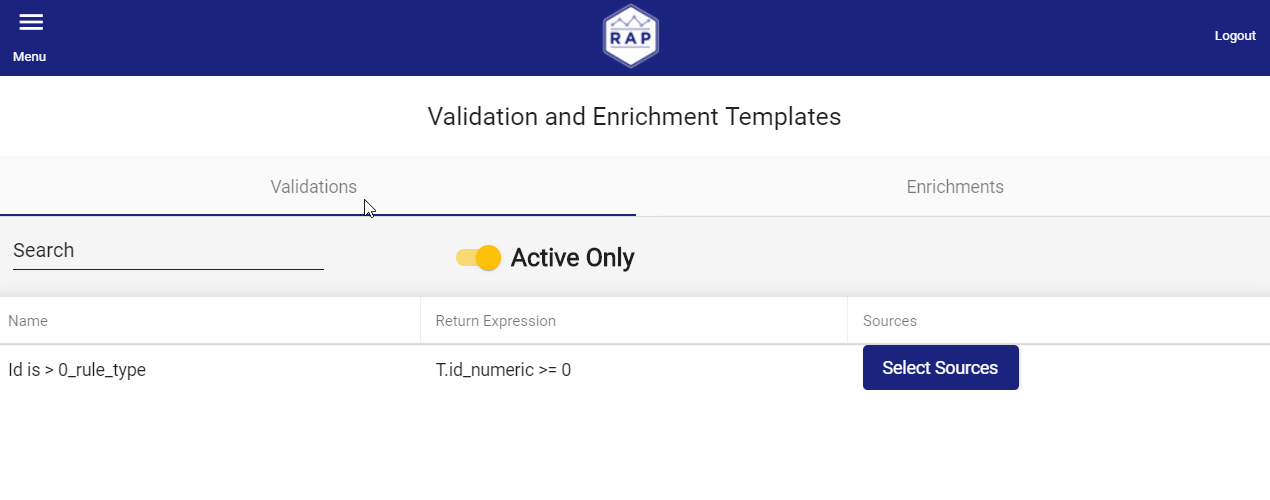 Menu
RAP
Logout
Validation and Enrichment Templates
Validations
Enrichments
Search
Active Only
Name
Return Expression
Sources
Id is > 0_rule_type
T.id_numeric >= 0
Select Sources